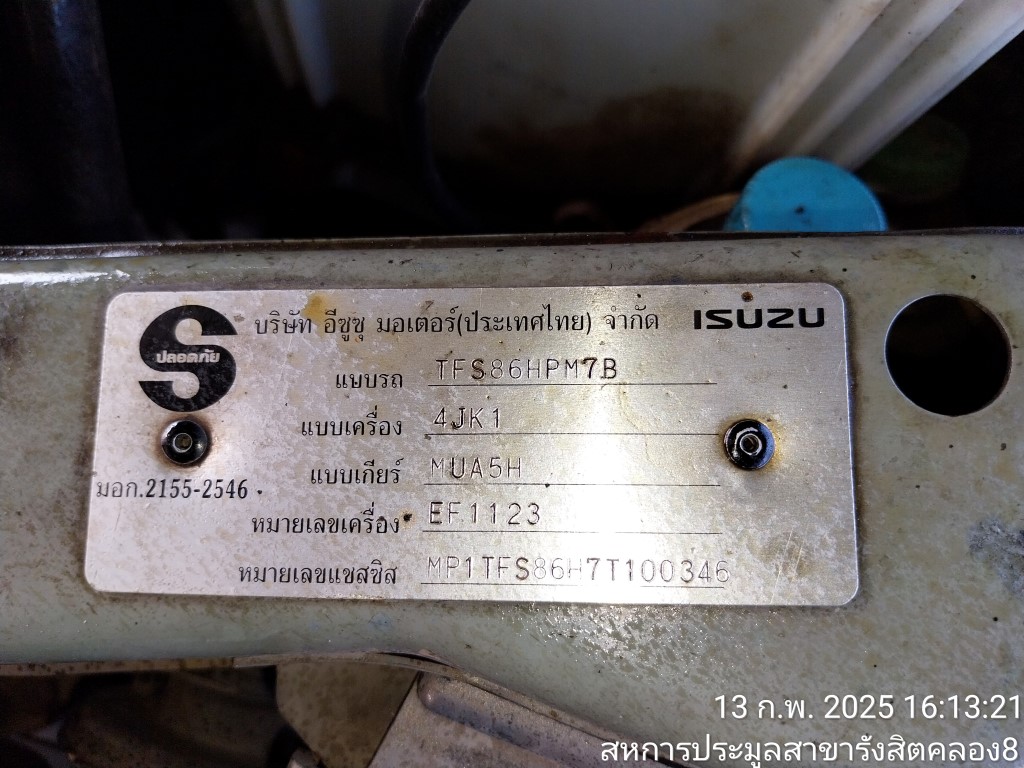 บริษัท อีซูซุ มอเตอร์(ประเทศไทย) จำกัด ISUZU
ปลอดภัย
แบบรถ TFS86HPM7B
แบบเครื่อง 4JK1
แบบเกียร์ MUA5H
มอก.2155-2546
หมายเลขเครื่อง EF1123
หมายเลขแชสซิส MP1TFS86H7T100346
13 ก.พ. 2025 16:13:21
สหการประมูลสาขารังสิตคลอง8